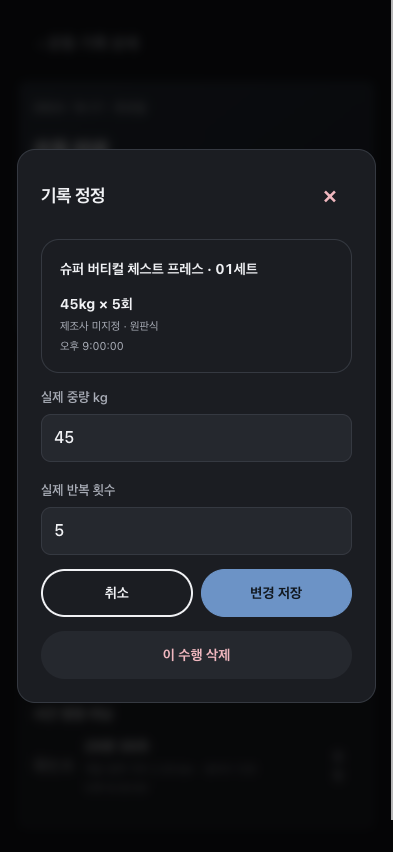 기록 정정
×
슈퍼 버티컬 체스트 프레스 · 01세트
45kg × 5회
제조사 미지정 · 원판식
오후 9:00:00
실제 중량 kg
45
실제 반복 횟수
5
취소
변경 저장
이 수행 삭제